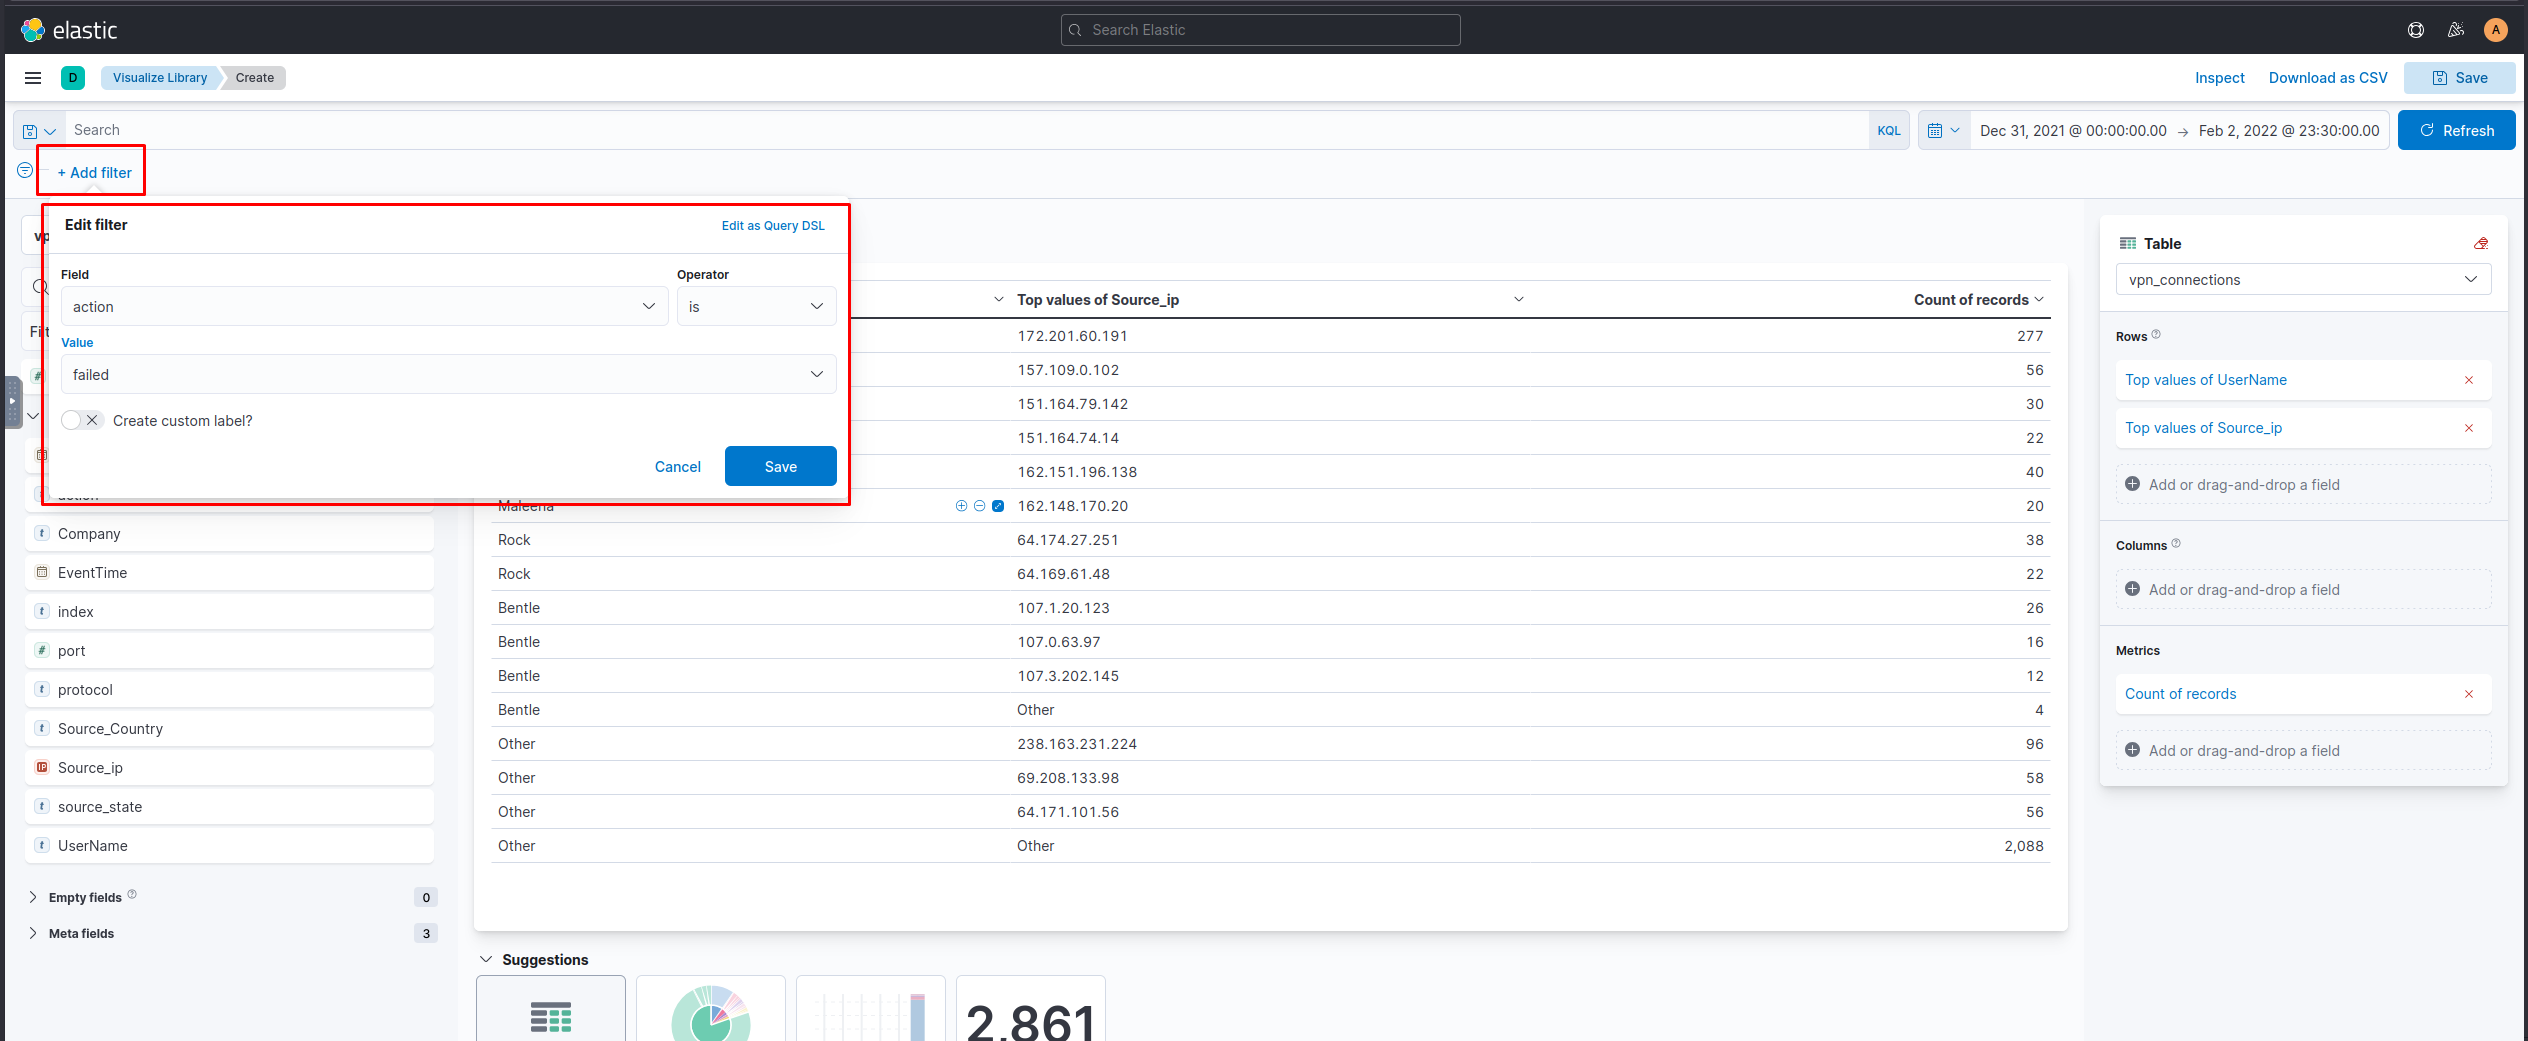 elastic
Search Elastic
A
D
Visualize Library
Create
Inspect
Download as CSV
Save
Search
KQL
Dec 31, 2021 @ 00:00:00.00 → Feb 2, 2022 @ 23:30:00.00
Refresh
+ Add filter
Edit filter
Edit as Query DSL
Field
Operator
action
is
Value
failed
Create custom label?
Cancel
Save
Company
EventTime
index
port
protocol
Source_Country
Source_ip
source_state
UserName
Empty fields 0
Meta fields 3
Top values of Source_ip Count of records
172.201.60.191 277
157.109.0.102 56
151.164.79.142 30
151.164.74.14 22
162.151.196.138 40
162.148.170.20 20
Rock 64.174.27.251 38
Rock 64.169.61.48 22
Bentle 107.1.20.123 26
Bentle 107.0.63.97 16
Bentle 107.3.202.145 12
Bentle Other 4
Other 238.163.231.224 96
Other 69.208.133.98 58
Other 64.171.101.56 56
Other Other 2,088
Suggestions
2,861
Table
vpn_connections
Rows
Top values of UserName
Top values of Source_ip
Add or drag-and-drop a field
Columns
Add or drag-and-drop a field
Metrics
Count of records
Add or drag-and-drop a field